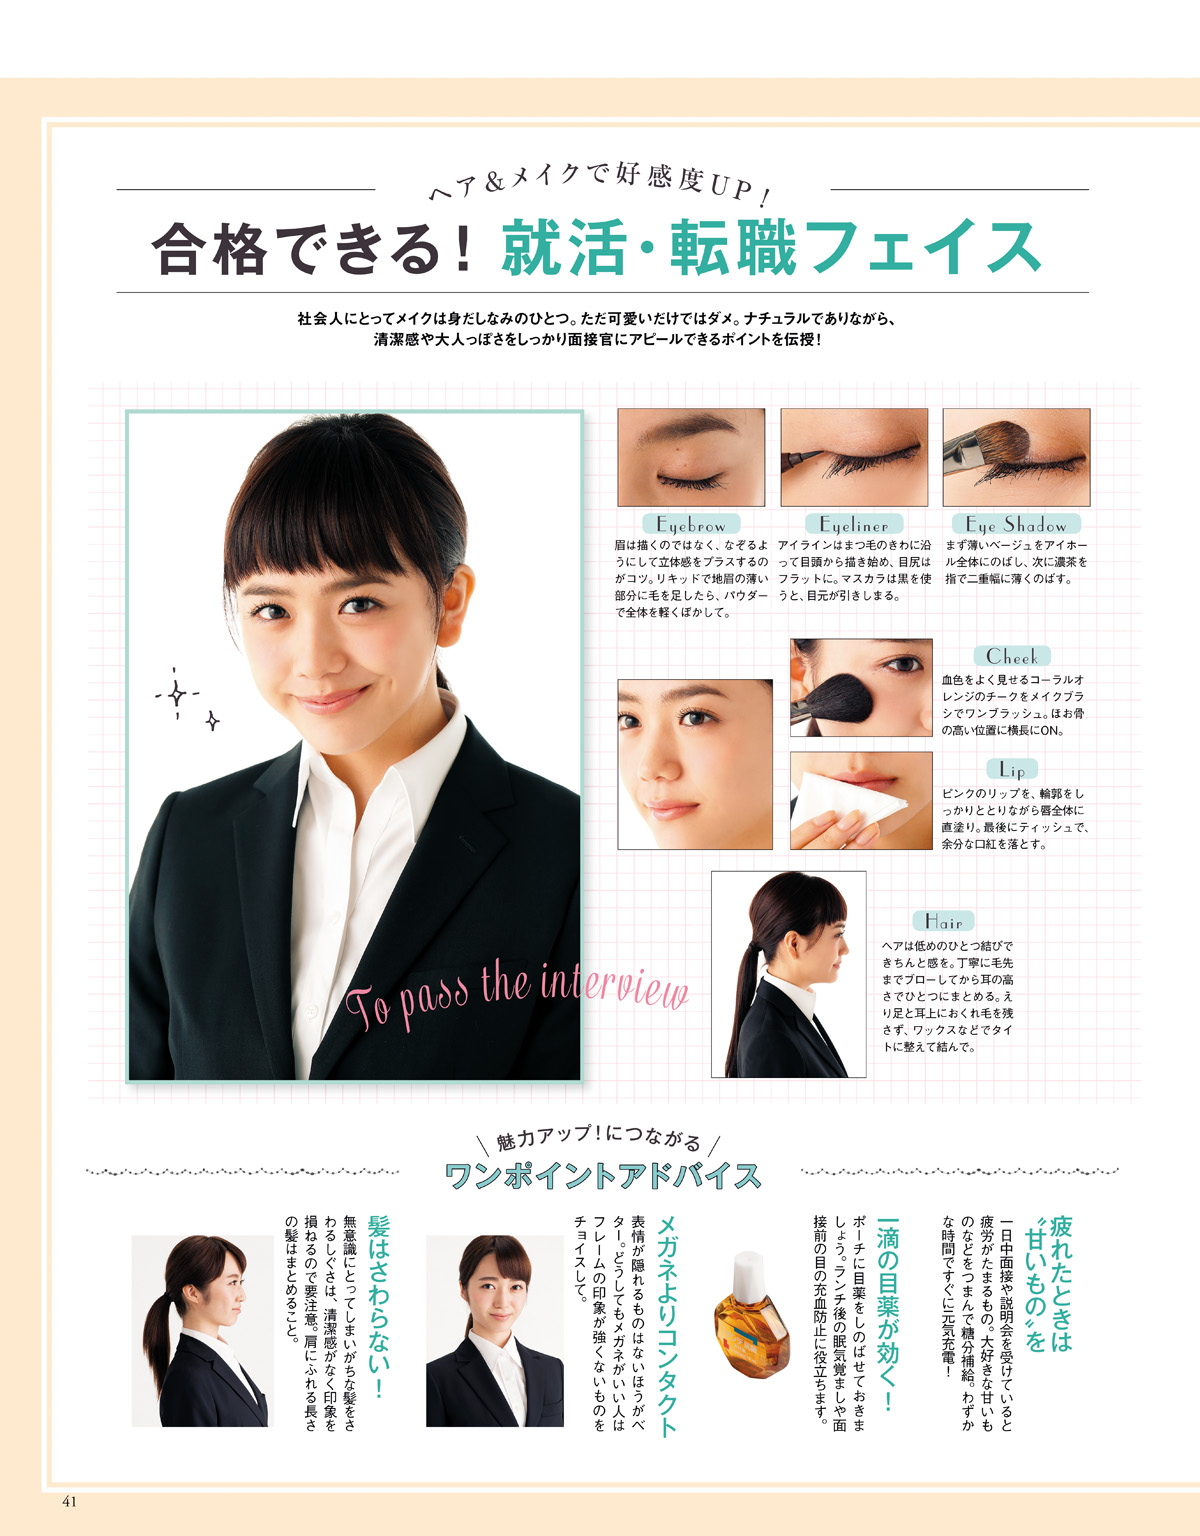 ヘア&メイクで好感度UP!
合格できる! 就活・転職フェイス
社会人にとってメイクは身だしなみのひとつ。ただ可愛いだけではダメ。ナチュラルでありながら、
清潔感や大人っぽさをしっかり面接官にアピールできるポイントを伝授!
To pass the interview
Eyebrow
眉は描くのではなく、なぞるよ
うにして立体感をプラスするの
がコツ。リキッドで地眉の薄い
部分に毛を足したら、パウダー
で全体を軽くぼかして。
Eyeliner
アイラインはまつ毛のきわに沿
って目頭から描き始め、目尻は
フラットに。マスカラは黒を使
うと、目元が引きしまる。
Eye Shadow
まず薄いベージュをアイホー
ル全体にのばし、次に濃茶を
指で二重幅に薄くのばす。
Cheek
血色をよく見せるコーラルオ
レンジのチークをメイクブラ
シでワンブラッシュ。ほお骨
の高い位置に横長にON。
Lip
ピンクのリップを、輪郭をし
っかりととりながら唇全体に
直塗り。最後にティッシュで、
余分な口紅を落とす。
Hair
ヘアは低めのひとつ結びで
きちんと感を。丁寧に毛先
までブローしてから耳の高
さでひとつにまとめる。え
り足と耳上におくれ毛を残
さず、ワックスなどでタイ
トに整えて結んで。
魅力アップ!につながる
ワンポイントアドバイス
疲れたときは
“甘いもの”を
一日中面接や説明会を受けていると
疲労がたまるもの。大好きな甘いも
のなどをつまんで糖分補給。わずか
な時間ですぐに元気充電!
一滴の目薬が効く!
ポーチに目薬をしのばせておきま
しょう。ランチ後の眠気覚ましや面
接前の目の充血防止に役立ちます。
メガネよりコンタクト
表情が隠れるものはないほうがベ
ター。どうしてもメガネがいい人は
フレームの印象が強くないものを
チョイスして。
髪はさわらない!
無意識にとってしまいがちな髪をさ
わるしぐさは、清潔感がなく印象を
損ねるので要注意。肩にふれる長さ
の髪はまとめること。
41